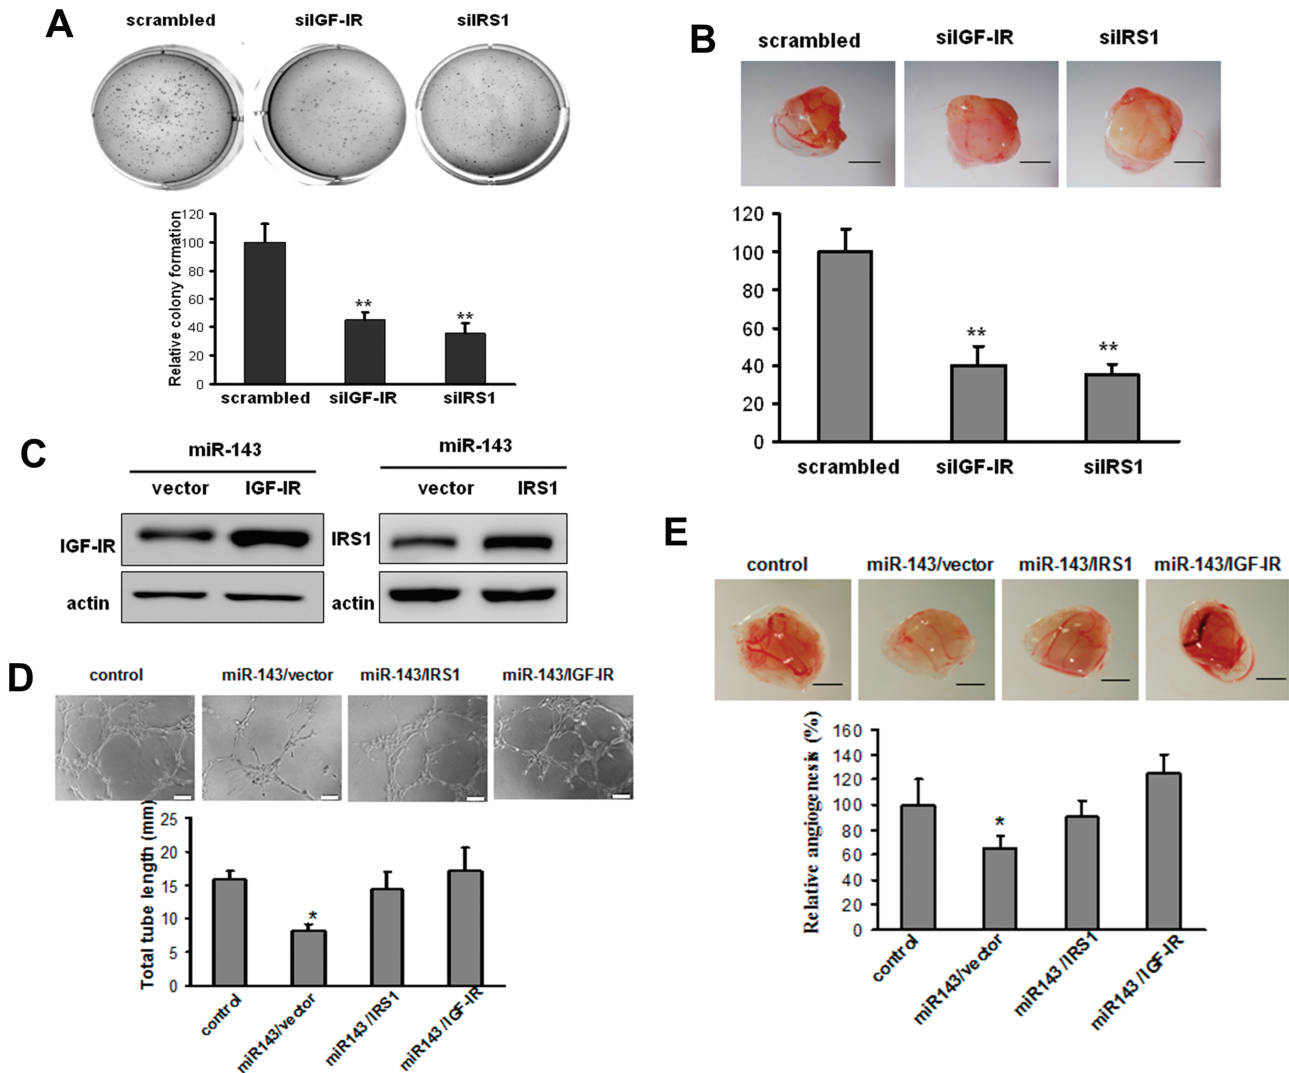 A
scrambled
siIGF-IR
siIRS1
Relative colony formation
120
100
80
60
40
20
0
**
**
scrambled
siIGF-IR
siIRS1
B
scrambled
siIGF-IR
siIRS1
120
100
80
60
40
20
0
**
**
scrambled
siIGF-IR
siIRS1
C
miR-143
vector
IGF-IR
IGF-IR
actin
miR-143
vector
IRS1
IRS1
actin
D
control
miR-143/vector
miR-143/IRS1
miR-143/IGF-IR
Total tube length (mm)
25
20
15
10
5
0
*
control
miR143/vector
miR143/IRS1
miR143/IGF-IR
E
control
miR-143/vector
miR-143/IRS1
miR-143/IGF-IR
Relative angiogenesis (%)
160
140
120
100
80
60
40
20
0
*
control
miR143/vector
miR143/IRS1
miR143/IGF-IR